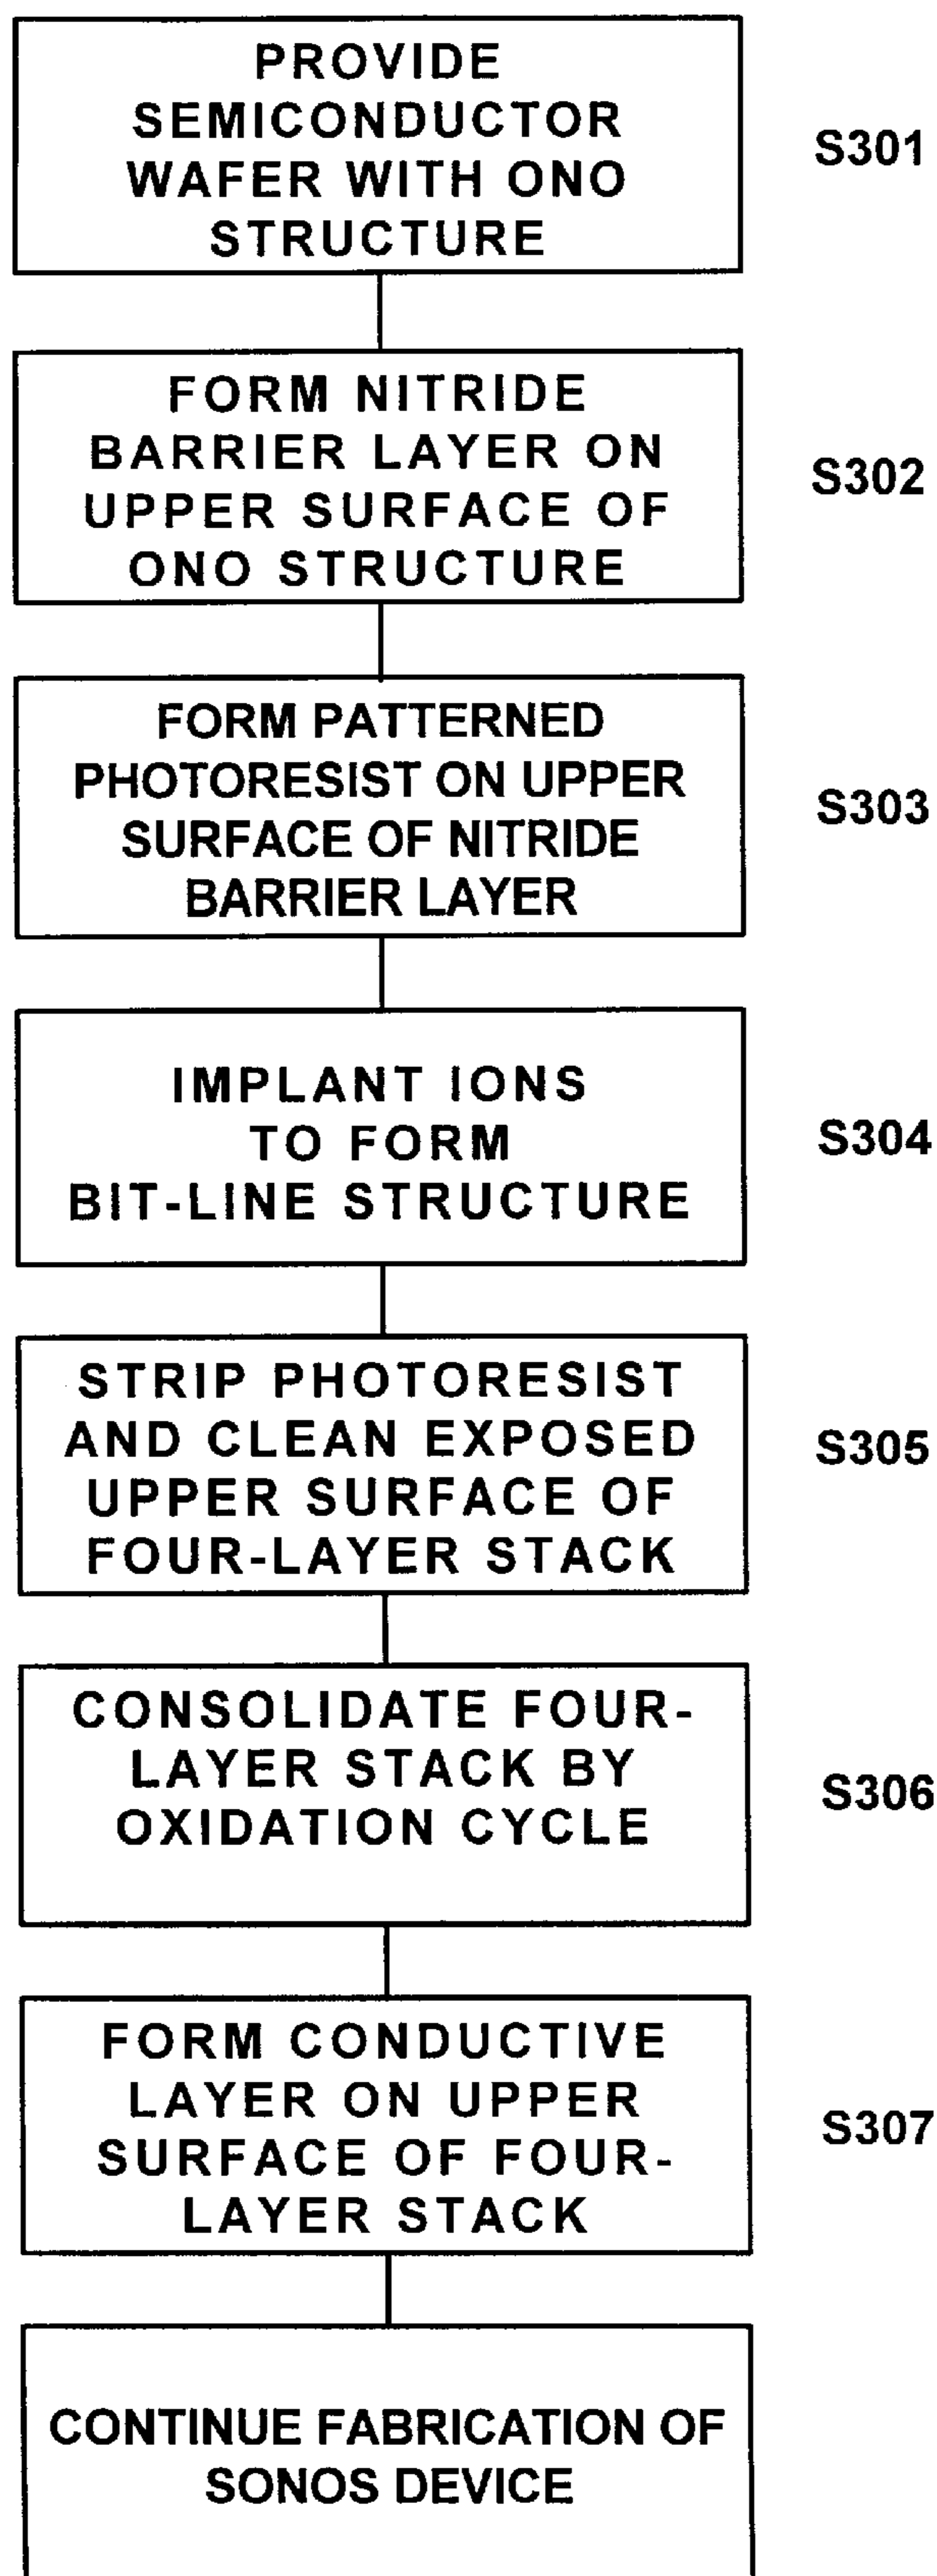 PROVIDE
SEMICONDUCTOR
WAFER WITH ONO
STRUCTURE
S301
FORM NITRIDE
BARRIER LAYER ON
UPPER SURFACE OF
ONO STRUCTURE
S302
FORM PATTERNED
PHOTORESIST ON UPPER
SURFACE OF NITRIDE
BARRIER LAYER
S303
IMPLANT IONS
TO FORM
BIT-LINE STRUCTURE
S304
STRIP PHOTORESIST
AND CLEAN EXPOSED
UPPER SURFACE OF
FOUR-LAYER STACK
S305
CONSOLIDATE FOUR-
LAYER STACK BY
OXIDATION CYCLE
S306
FORM CONDUCTIVE
LAYER ON UPPER
SURFACE OF FOUR-
LAYER STACK
S307
CONTINUE FABRICATION OF
SONOS DEVICE